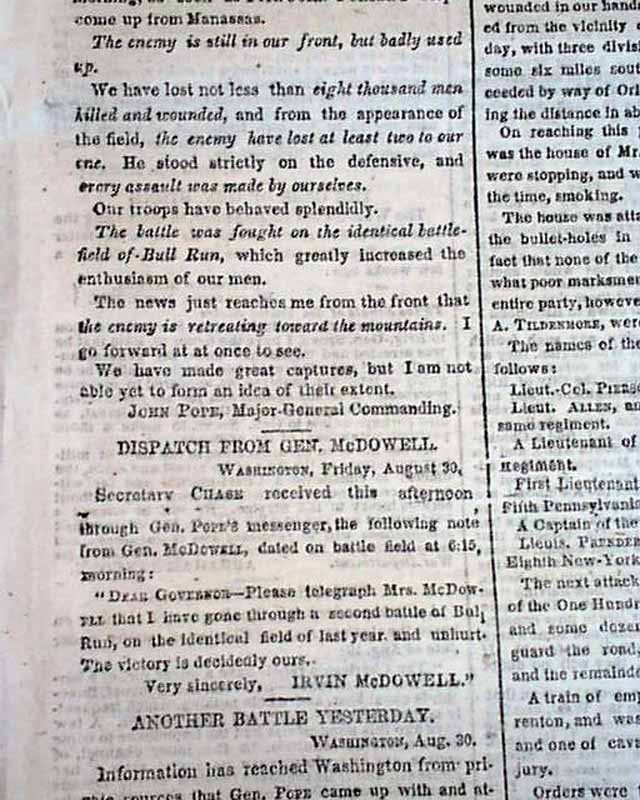 come up from Manassas.
The enemy is still in our front, but badly used
up.
We have lost not less than eight thousand men
killed and wounded, and from the appearance of
the field, the enemy have lost at least two to our
one. He stood strictly on the defensive, and
every assault was made by ourselves.
Our troops have behaved splendidly.
The battle was fought on the identical battle-
field of Bull Run, which greatly increased the
enthusiasm of our men.
The news just reaches me from the front that
the enemy is retreating toward the mountains. I
go forward at at once to see.
We have made great captures, but I am not
able yet to form an idea of their extent.
JOHN POPE, Major-General Commanding.
DISPATCH FROM GEN. McDOWELL.
WASHINGTON, Friday, August 30,
Secretary CHASE received this afternoon
through Gen. POPE'S messenger, the following note
from Gen. McDOWELL, dated on battle field at 6:15,
morning:
"DEAR GOVERNOR—Please telegraph Mrs. McDOW-
ELL that I have gone through a second battle of Bull
Run, on the identical field of last year. and unhurt.
The victory is decidedly ours.
Very sincerely, IRVIN McDOWELL."
ANOTHER BATTLE YESTERDAY.
WASHINGTON, Aug. 30.
Information has reached Washington from pri-
sources that Gen. POPE came up with and at-
wounded in our
ed from the vicinity
day, with three
some six miles
ceeded by way of
ing the distance in
On reaching this
was the house of Mr.
were stopping, and
the time, smoking.
The house was
the bullet-holes in
fact that none of the
what poor
entire party,
A. TILDENMORE, were
The names of the
follows:
Lieut.-Col.
Lieut. ALLEN,
same regiment.
A Lieutenant of
Regiment.
First Lieutenant
Fifth
A Captain of the
Lieuts.
Eighth New-York
The next attack
of the One
and some
guard the road,
and the
A train of
renton, and was
and one of
jury.
Orders were